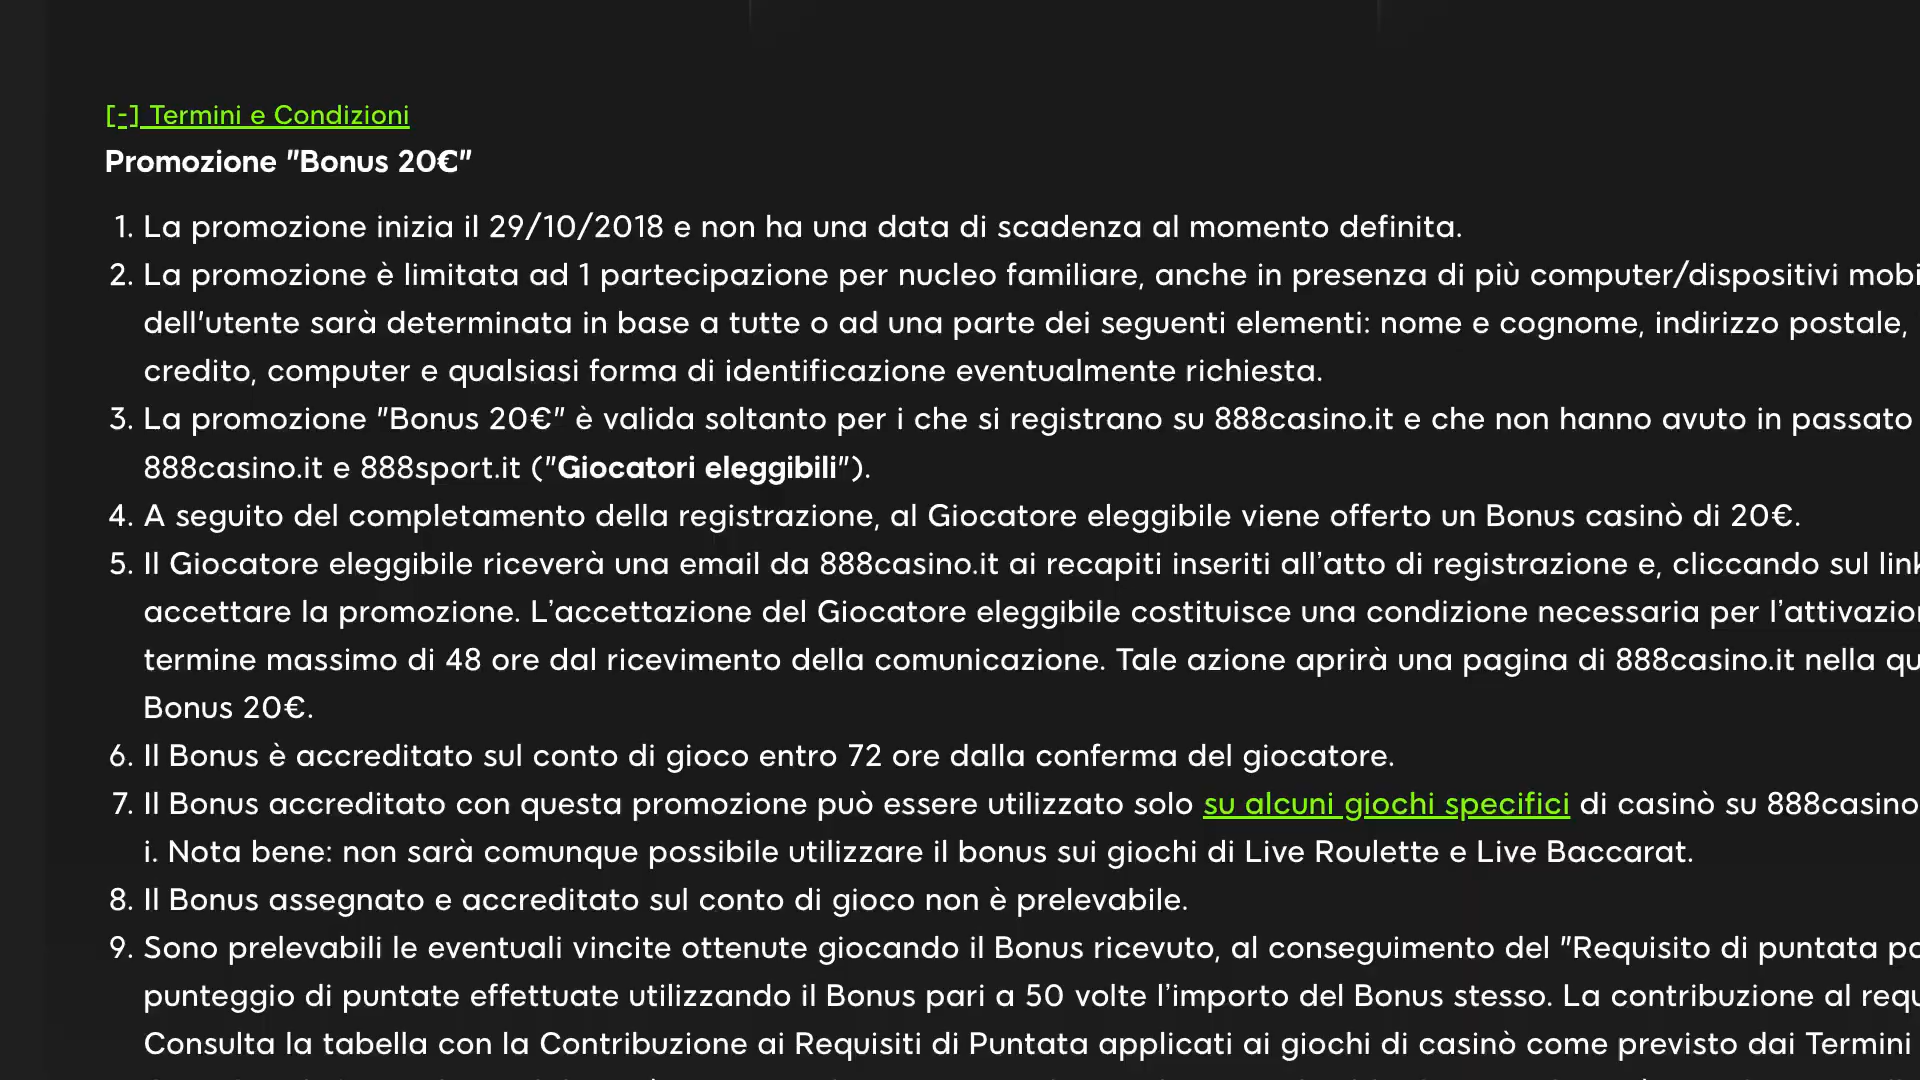 [-] Termini e Condizioni
Promozione "Bonus 20€"
1. La promozione inizia il 29/10/2018 e non ha una data di scadenza al momento definita.
2. La promozione è limitata ad 1 partecipazione per nucleo familiare, anche in presenza di più computer/dispositivi
dell'utente sarà determinata in base a tutte o ad una parte dei seguenti elementi: nome e cognome, indirizzo postale,
credito, computer e qualsiasi forma di identificazione eventualmente richiesta.
3. La promozione "Bonus 20€" è valida soltanto per i che si registrano su 888casino.it e che non hanno avuto in passato
888casino.it e 888sport.it ("Giocatori eleggibili").
4. A seguito del completamento della registrazione, al Giocatore eleggibile viene offerto un Bonus casinò di 20€.
5. Il Giocatore eleggibile riceverà una email da 888casino.it ai recapiti inseriti all’atto di registrazione e, cliccando sul link
accettare la promozione. L’accettazione del Giocatore eleggibile costituisce una condizione necessaria per
termine massimo di 48 ore dal ricevimento della comunicazione. Tale azione aprirà una pagina di 888casino.it nella
Bonus 20€.
6. Il Bonus è accreditato sul conto di gioco entro 72 ore dalla conferma del giocatore.
7. Il Bonus accreditato con questa promozione può essere utilizzato solo su alcuni giochi specifici di casinò su 888casino
i. Nota bene: non sarà comunque possibile utilizzare il bonus sui giochi di Live Roulette e Live Baccarat.
8. Il Bonus assegnato e accreditato sul conto di gioco non è prelevabile.
9. Sono prelevabili le eventuali vincite ottenute giocando il Bonus ricevuto, al conseguimento del "Requisito di puntata
punteggio di puntate effettuate utilizzando il Bonus pari a 50 volte l’importo del Bonus stesso. La contribuzione al
Consulta la tabella con la Contribuzione ai Requisiti di Puntata applicati ai giochi di casinò come previsto dai Termini